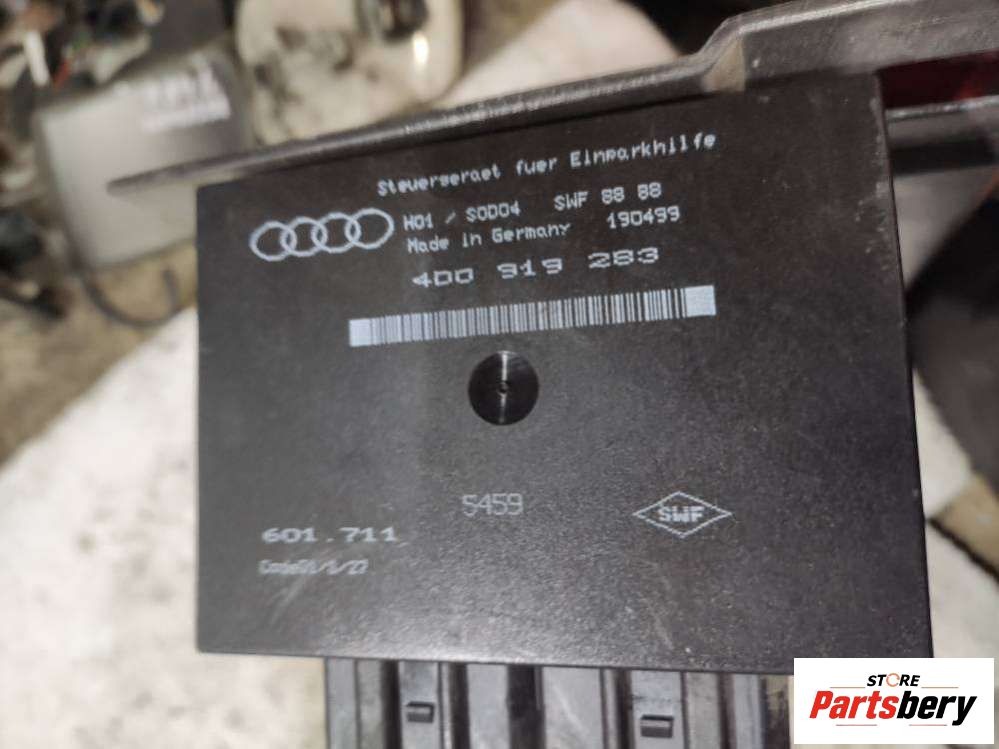 Steuergeraet fuer Einparkhilfe
H01 / S0D04 SWF 88 88
Made in Germany 190499
4D0 919 283
5459
SWF
601.711
STORE
Partsbery